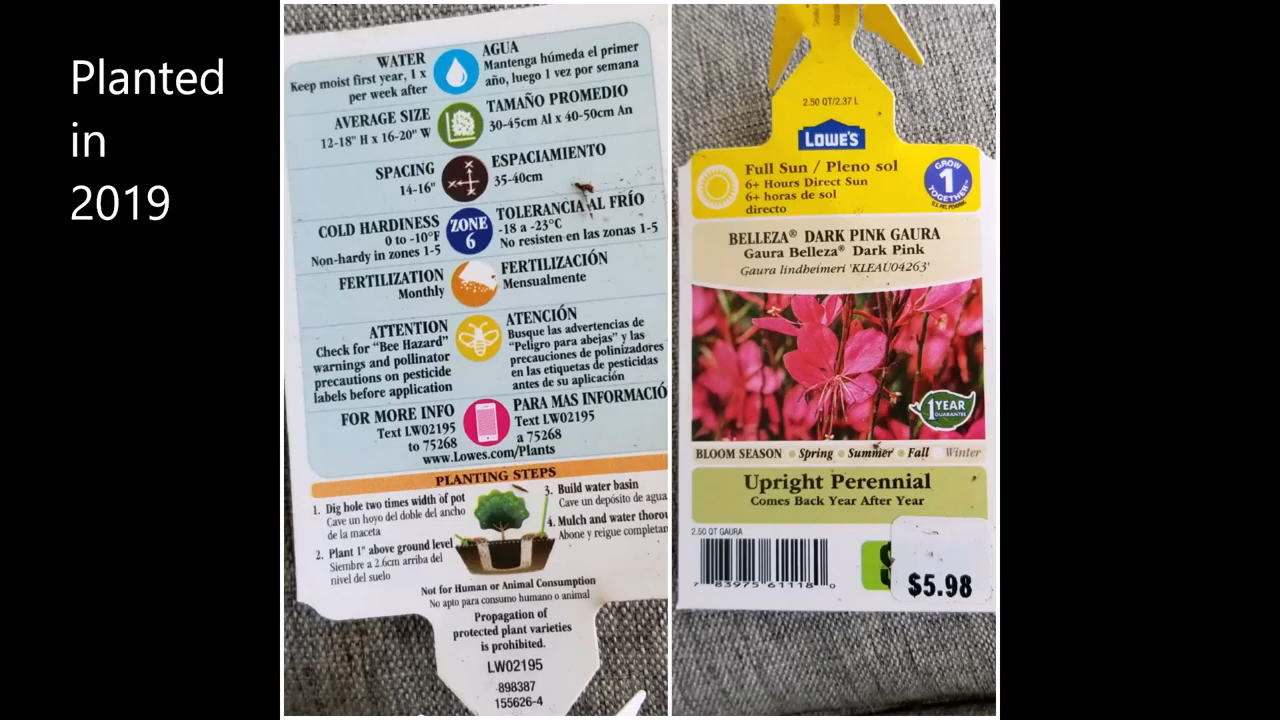 Planted
in
2019
WATER
Keep moist first year, 1 x
per week after
AGUA
Mantenga húmeda el primer
año, luego 1 vez por semana
AVERAGE SIZE
12-18" H x 16-20" W
TAMAÑO PROMEDIO
30-45cm Al x 40-50cm An
SPACING
14-16"
ESPACIAMIENTO
35-40cm
COLD HARDINESS
0 to -10°F
Non-hardy in zones 1-5
ZONE
6
TOLERANCIA AL FRÍO
-18 a -23°C
No resisten en las zonas 1-5
FERTILIZATION
Monthly
FERTILIZACIÓN
Mensualmente
ATTENTION
Check for "Bee Hazard"
warnings and pollinator
precautions on pesticide
labels before application
ATENCIÓN
Busque las advertencias de
"Peligro para abejas" y las
precauciones de polinizadores
en las etiquetas de pesticidas
antes de su aplicación
FOR MORE INFO
Text LW02195
to 75268
PARA MAS INFORMACIÓ
Text LW02195
a 75268
www.Lowes.com/Plants
PLANTING STEPS
1. Dig hole two times width of pot
Cave un hoyo del doble del ancho
de la maceta
2. Plant 1" above ground level
Siembre a 2.6cm arriba del
nivel del suelo
3. Build water basin
Cave un depósito de agua
4. Mulch and water thorou
Abone y reigue completan
Not for Human or Animal Consumption
No apto para consumo humano o animal
Propagation of
protected plant varieties
is prohibited.
LW02195
898387
155626-4
2.50 QT/2.37 L
LOWE'S
Full Sun / Pleno sol
6+ Hours Direct Sun
6+ horas de sol
directo
GROW
1
TOGETHER
U.S. PAT. PENDING
BELLEZA® DARK PINK GAURA
Gaura Belleza® Dark Pink
Gaura lindheimeri 'KLEAU04263'
1 YEAR
GUARANTEE
BLOOM SEASON Spring Summer Fall Winter
Upright Perennial
Comes Back Year After Year
2.50 QT GAURA
7 83975 61118 0
$5.98